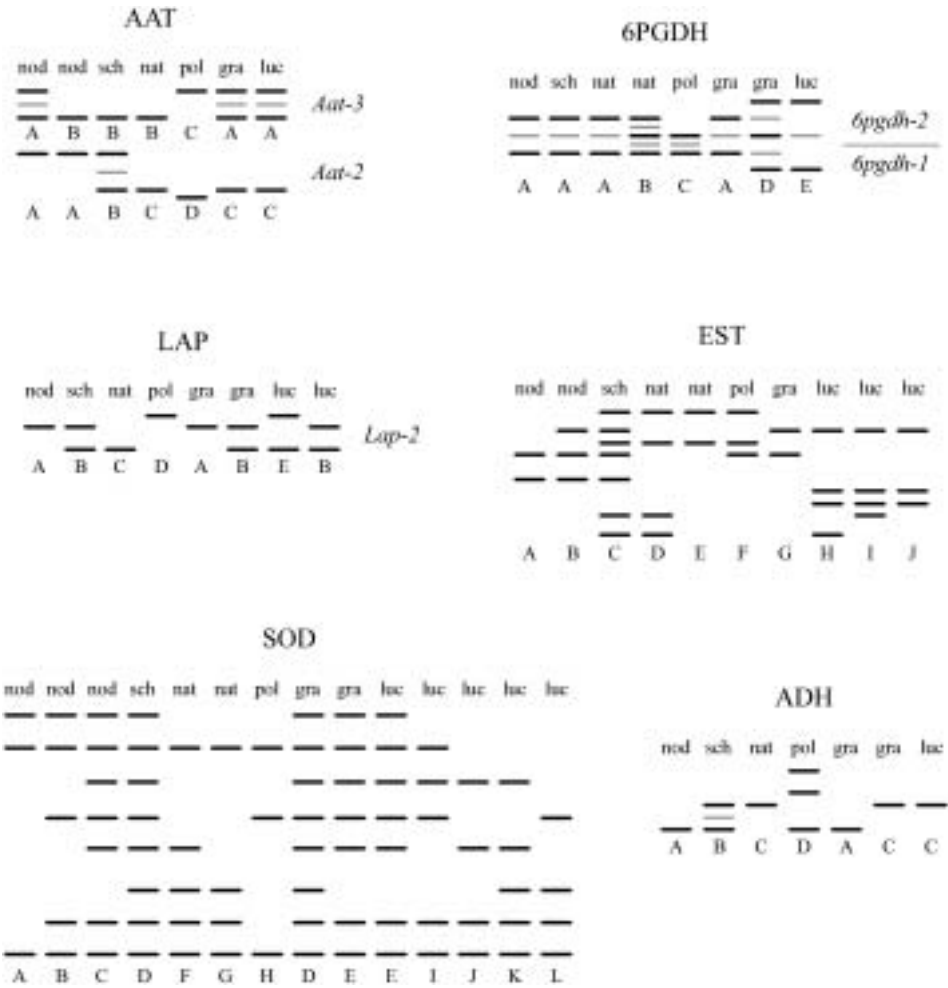 AAT
nod nod sch nat pol gra luc
Aat-3
A B B B C A A
Aat-2
A A B C D C C
6PGDH
nod sch nat nat pol gra gra luc
6pgdh-2
6pgdh-1
A A A B C A D E
LAP
nod sch nat pol gra gra luc luc
Lap-2
A B C D A B E B
EST
nod nod sch nat nat pol gra luc luc luc
A B C D E F G H I J
SOD
nod nod nod sch nat nat pol gra gra luc luc luc luc luc
A B C D F G H D E E I J K L
ADH
nod sch nat pol gra gra luc
A B C D A C C